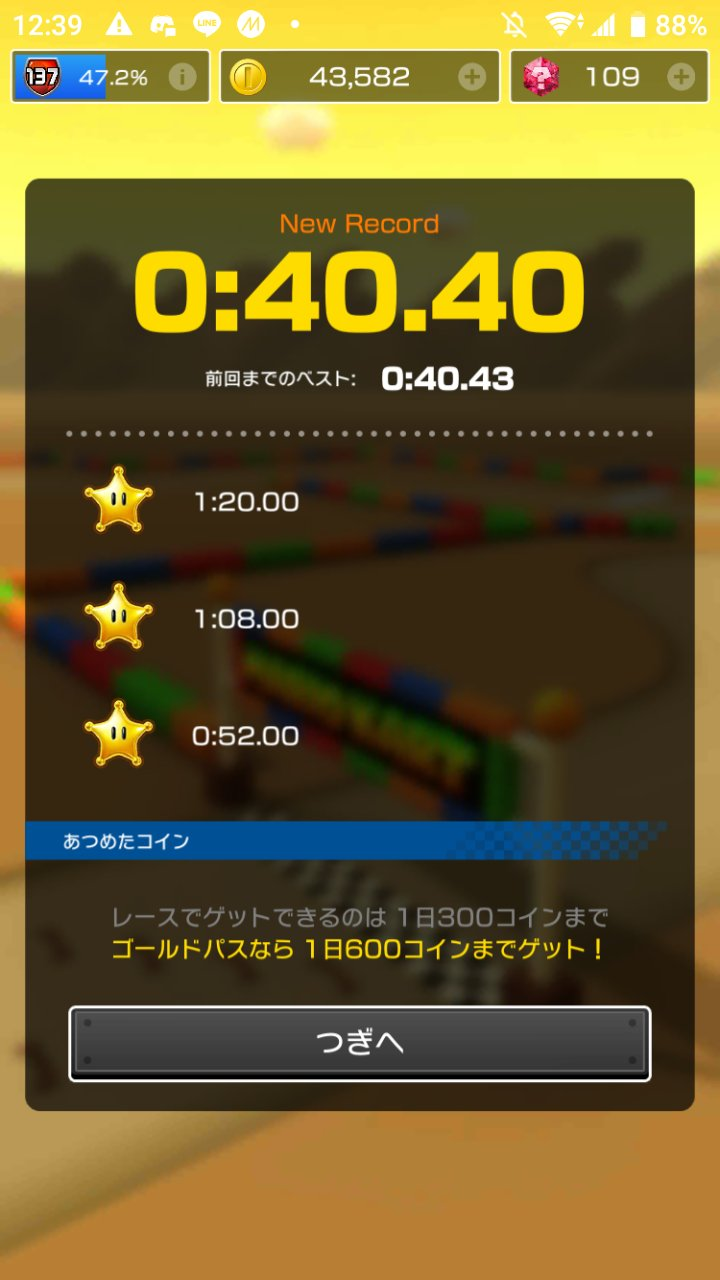 12:39 LINE 88%
137 47.2% i 43,582 + ? 109 +
New Record
0:40.40
前回までのベスト: 0:40.43
1:20.00
1:08.00
0:52.00
あつめたコイン
レースでゲットできるのは 1日300コインまで
ゴールドパスなら 1日600コインまでゲット！
つぎへ